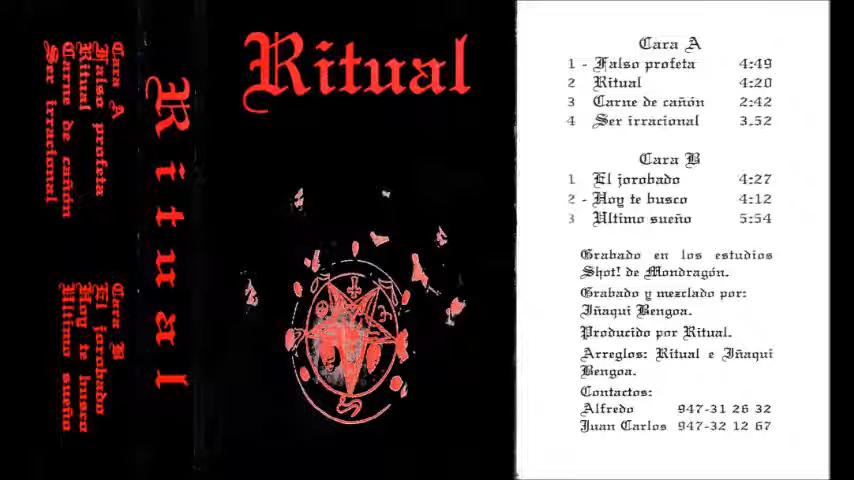 Cara A
Falso profeta
Ritual
Carne de cañón
Ser irracional
Cara B
El jorobado
Hoy te busco
Ultimo sueño
Ritual
Ritual
Cara A
1 - Falso profeta 4:49
2 Ritual 4:20
3 Carne de cañón 2:42
4 Ser irracional 3.52
Cara B
1 El jorobado 4:27
2 - Hoy te busco 4:12
3 Ultimo sueño 5:54
Grabado en los estudios
Shot! de Mondragón.
Grabado y mezclado por:
Iñaqui Bengoa.
Producido por Ritual.
Arreglos: Ritual e Iñaqui
Bengoa.
Contactos:
Alfredo 947-31 26 32
Juan Carlos 947-32 12 67